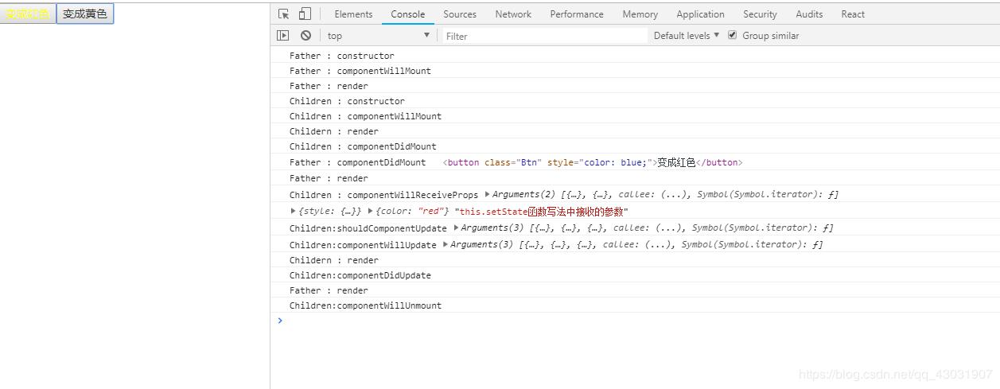 变成红色 变成黄色
Elements Console Sources Network Performance Memory Application Security Audits React
top ▼ Filter Default levels ▼ Group similar
Father : constructor
Father : componentWillMount
Father : render
Children : constructor
Children : componentWillMount
Childern : render
Children : componentDidMount
Father : componentDidMount <button class="Btn" style="color: blue;">变成红色</button>
Father : render
Children : componentWillReceiveProps ▶Arguments(2) [{…}, {…}, callee: (...), Symbol(Symbol.iterator): ƒ]
▶{style: {…}} ▶{color: "red"} "this.setState函数写法中接收的参数"
Children:shouldComponentUpdate ▶Arguments(3) [{…}, {…}, {…}, callee: (...), Symbol(Symbol.iterator): ƒ]
Children:componentWillUpdate ▶Arguments(3) [{…}, {…}, {…}, callee: (...), Symbol(Symbol.iterator): ƒ]
Childern : render
Children:componentDidUpdate
Father : render
Children:componentWillUnmount
>
https://blog.csdn.net/qq_43031907